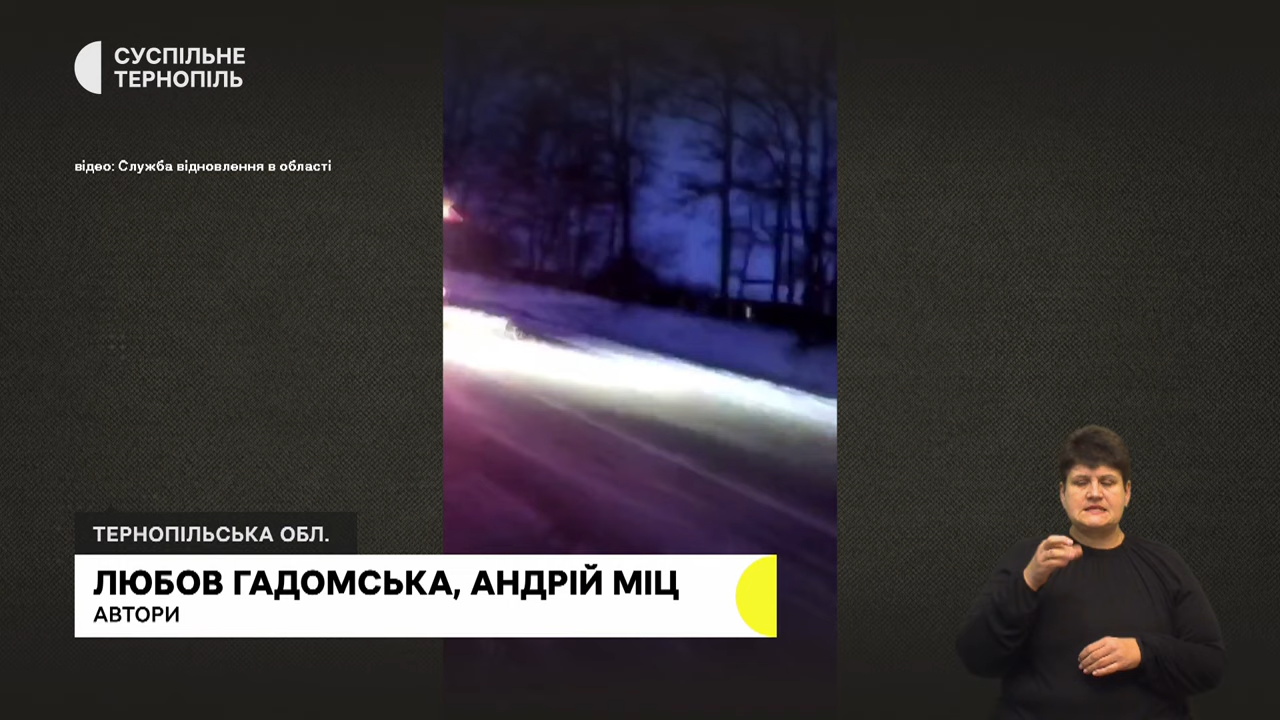 СУСПІЛЬНЕ
ТЕРНОПІЛЬ
відео: Служба відновлення в області
ТЕРНОПІЛЬСЬКА ОБЛ.
ЛЮБОВ ГАДОМСЬКА, АНДРІЙ МІЦ
АВТОРИ